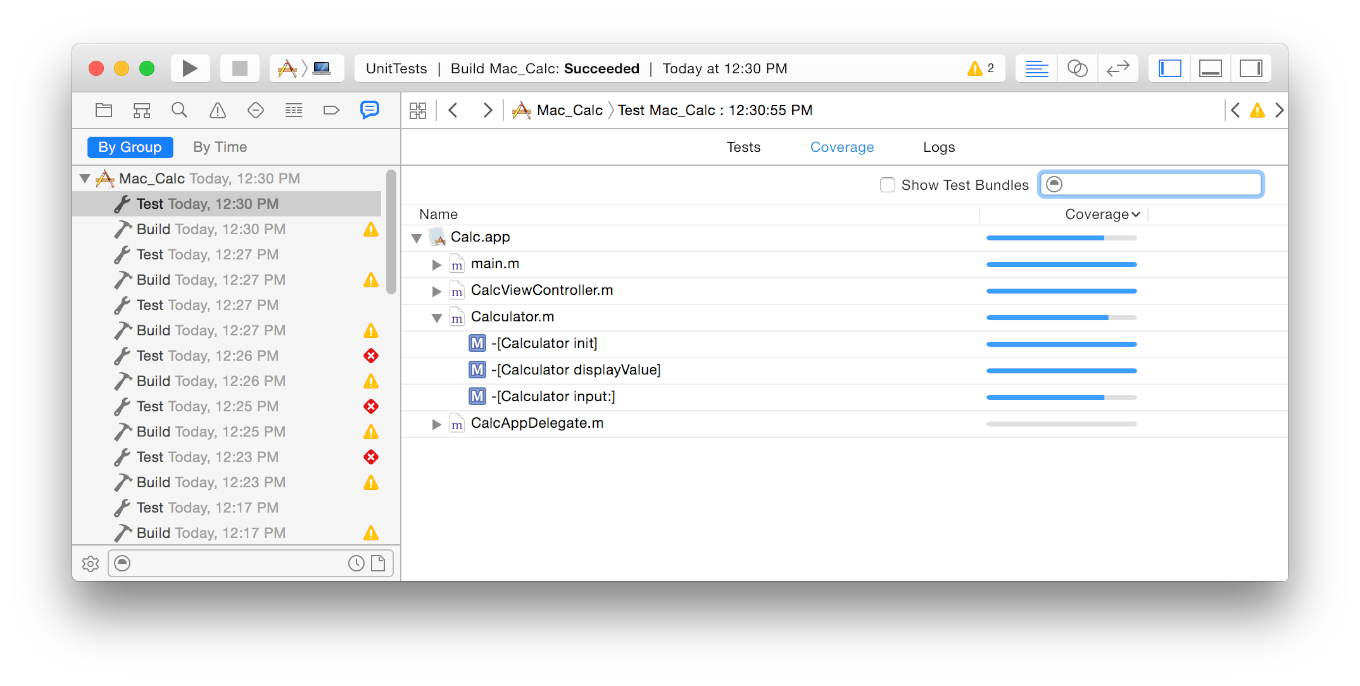 UnitTests | Build Mac_Calc: Succeeded | Today at 12:30 PM 2
Mac_Calc Test Mac_Calc : 12:30:55 PM
By Group By Time
Tests Coverage Logs
Mac_Calc Today, 12:30 PM
Test Today, 12:30 PM
Build Today, 12:30 PM
Test Today, 12:27 PM
Build Today, 12:27 PM
Test Today, 12:27 PM
Build Today, 12:27 PM
Test Today, 12:26 PM
Build Today, 12:26 PM
Test Today, 12:25 PM
Build Today, 12:25 PM
Test Today, 12:23 PM
Build Today, 12:23 PM
Test Today, 12:17 PM
Build Today, 12:17 PM
Show Test Bundles
Name Coverage
Calc.app
m main.m
m CalcViewController.m
m Calculator.m
M -[Calculator init]
M -[Calculator displayValue]
M -[Calculator input:]
m CalcAppDelegate.m